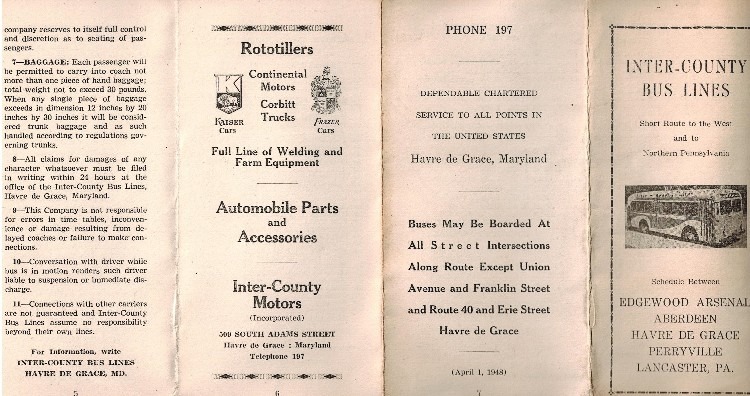 company reserves to itself full control
and discretion as to seating of pas-
sengers.
7—BAGGAGE: Each passenger will
be permitted to carry into coach not
more than one piece of hand baggage;
total weight not to exceed 30 pounds.
When any single piece of baggage
exceeds in dimension 12 inches by 20
inches by 30 inches it will be consid-
ered trunk baggage and as such
handled according to regulations gov-
erning trunks.
8—All claims for damages of any
character whatsoever must be filed
in writing within 24 hours at the
office of the Inter-County Bus Lines,
Havre de Grace, Maryland.
9—This Company is not responsible
for errors in time tables, inconven-
ience or damage resulting from de-
layed coaches or failure to make con-
nections.
10—Conversation with driver while
bus is in motion renders such driver
liable to suspension or immediate dis-
charge.
11—Connections with other carriers
are not guaranteed and Inter-County
Bus Lines assume no responsibility
beyond their own lines.
For Information, write
INTER-COUNTY BUS LINES
HAVRE DE GRACE, MD.
5
Rototillers
Continental
Motors
Corbitt
Trucks
K
KAISER
Cars
FRAZER
Cars
Full Line of Welding and
Farm Equipment
Automobile Parts
and
Accessories
Inter-County
Motors
(Incorporated)
509 SOUTH ADAMS STREET
Havre de Grace : Maryland
Telephone 197
6
PHONE 197
DEPENDABLE CHARTERED
SERVICE TO ALL POINTS IN
THE UNITED STATES
Havre de Grace, Maryland
Buses May Be Boarded At
All Street Intersections
Along Route Except Union
Avenue and Franklin Street
and Route 40 and Erie Street
Havre de Grace
(April 1, 1948)
7
INTER-COUNTY
BUS LINES
Short Route to the West
and to
Northern Pennsylvania
Schedule Between
EDGEWOOD ARSENAL
ABERDEEN
HAVRE DE GRACE
PERRYVILLE
LANCASTER, PA.